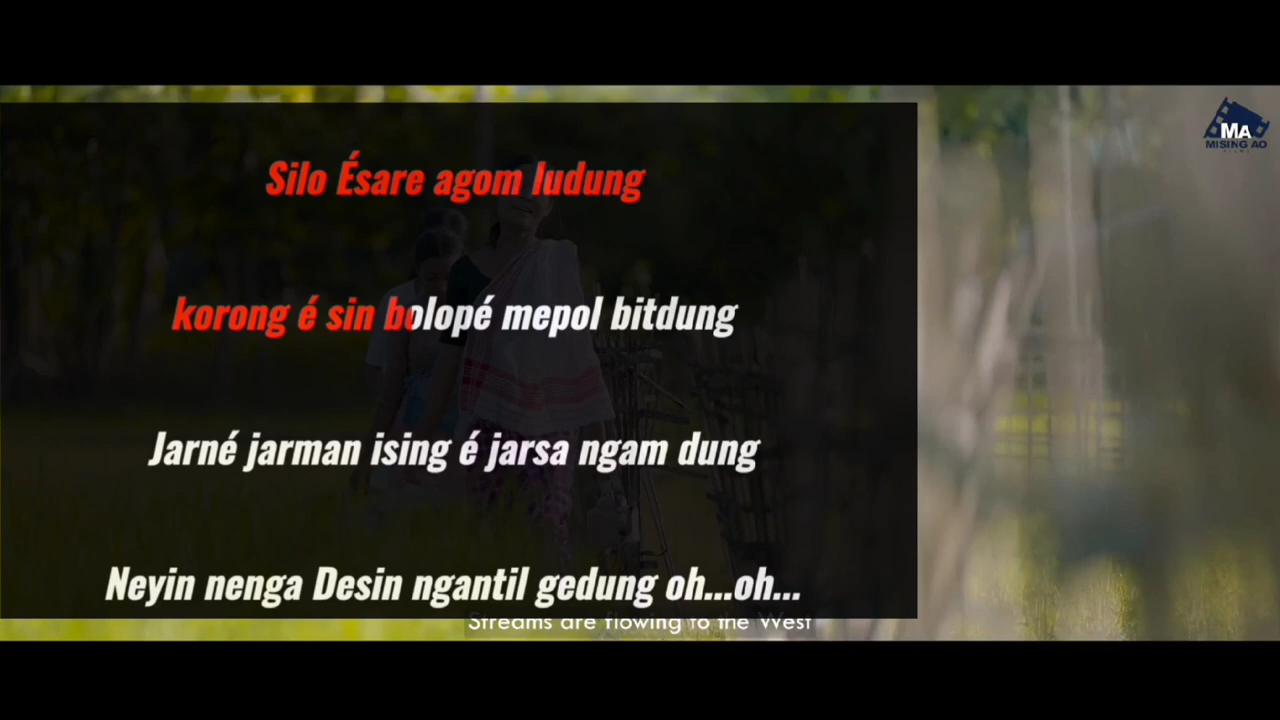 MA
MISING AO
Silo Ésare agom ludung
korong é sin bolopé mepol bitdung
Jarné jarman ising é jarsa ngam dung
Neyin nenga Desin ngantil gedung oh...oh...
Streams are flowing to the West